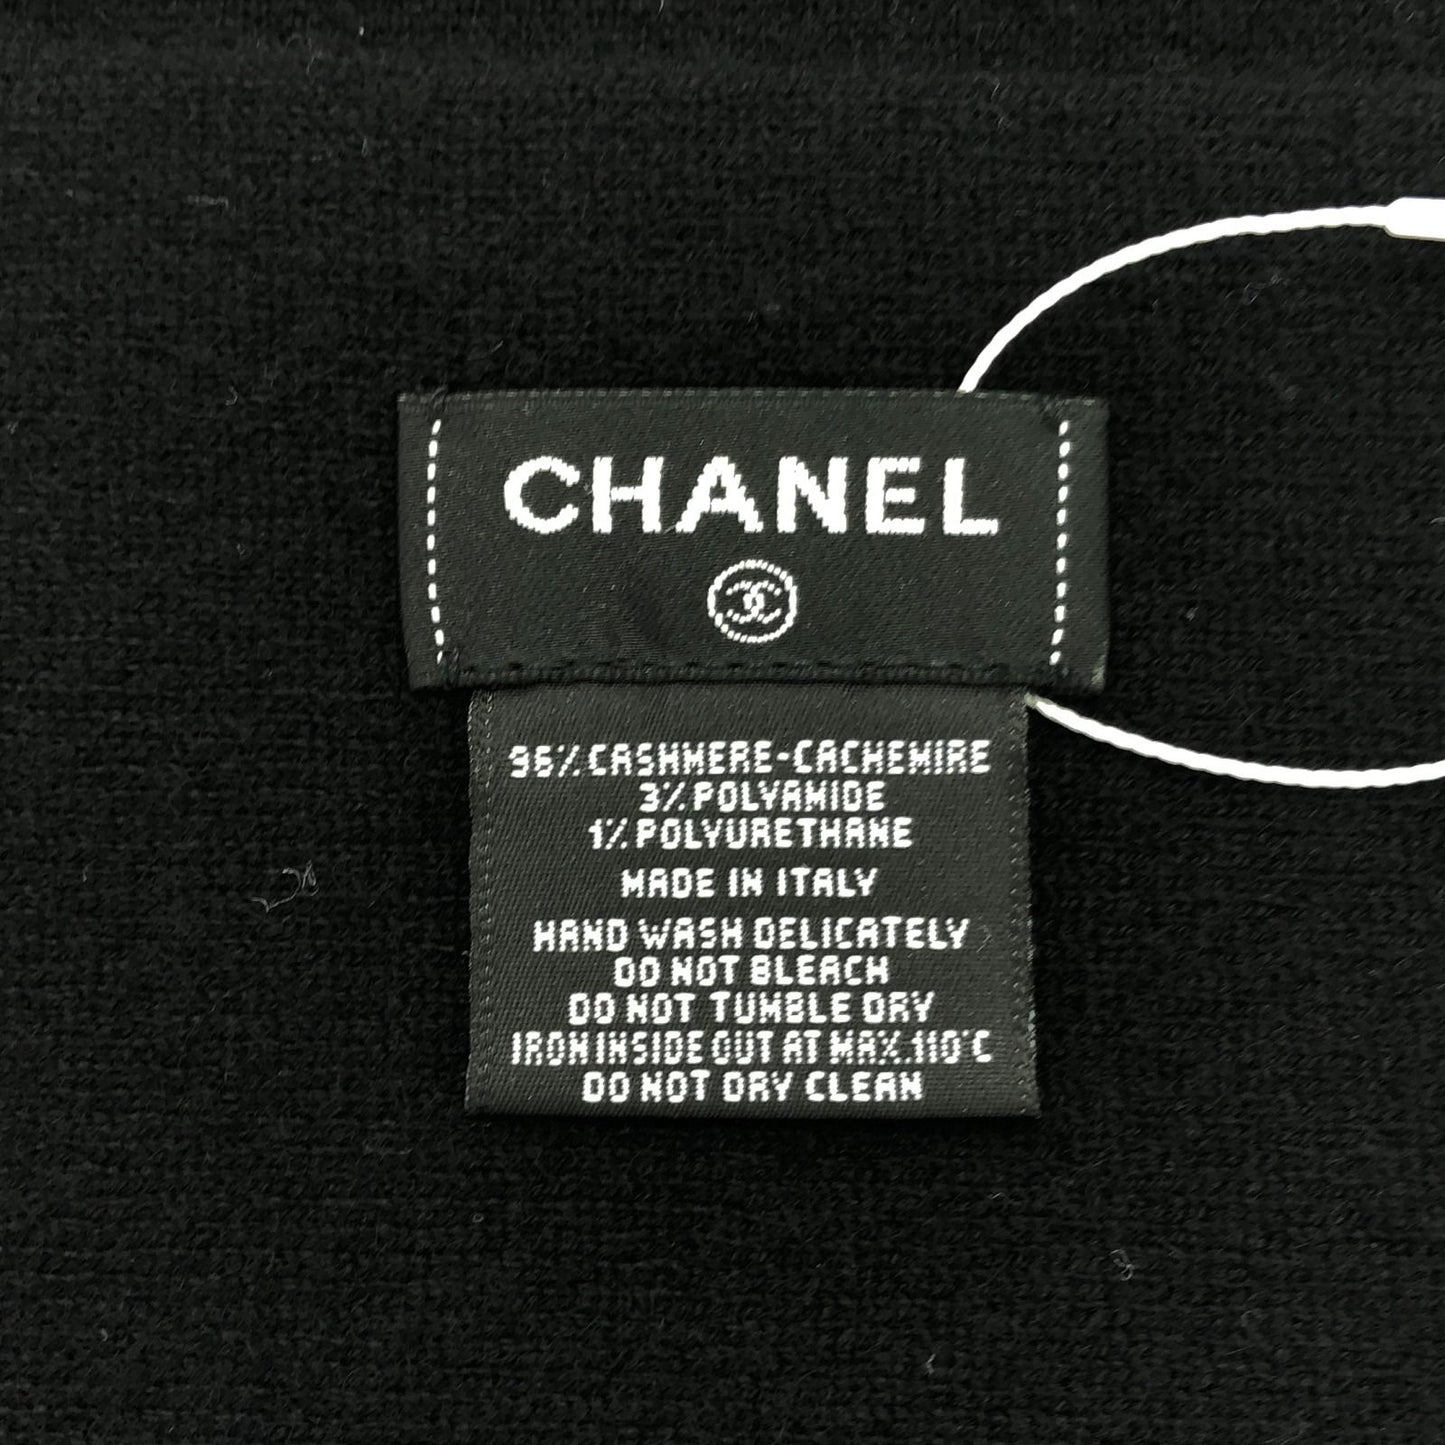 CHANEL
96% CASHMERE-CACHEMIRE
3% POLYAMIDE
1% POLYURETHANE
MADE IN ITALY
HAND WASH DELICATELY
DO NOT BLEACH
DO NOT TUMBLE DRY
IRON INSIDE OUT AT MAX.110°C
DO NOT DRY CLEAN